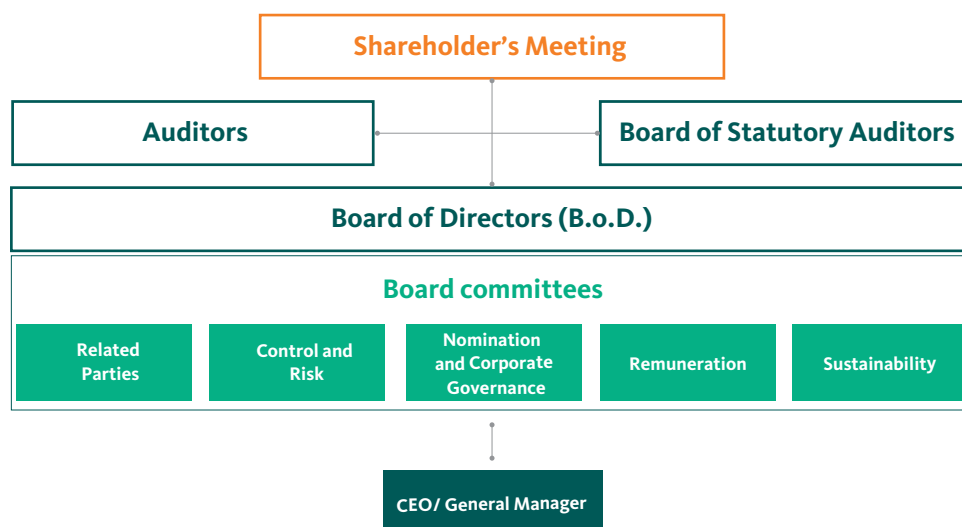 Shareholder’s Meeting
Auditors
Board of Statutory Auditors
Board of Directors (B.o.D.)
Board committees
Related
Parties
Control and
Risk
Nomination
and Corporate
Governance
Remuneration
Sustainability
CEO/ General Manager